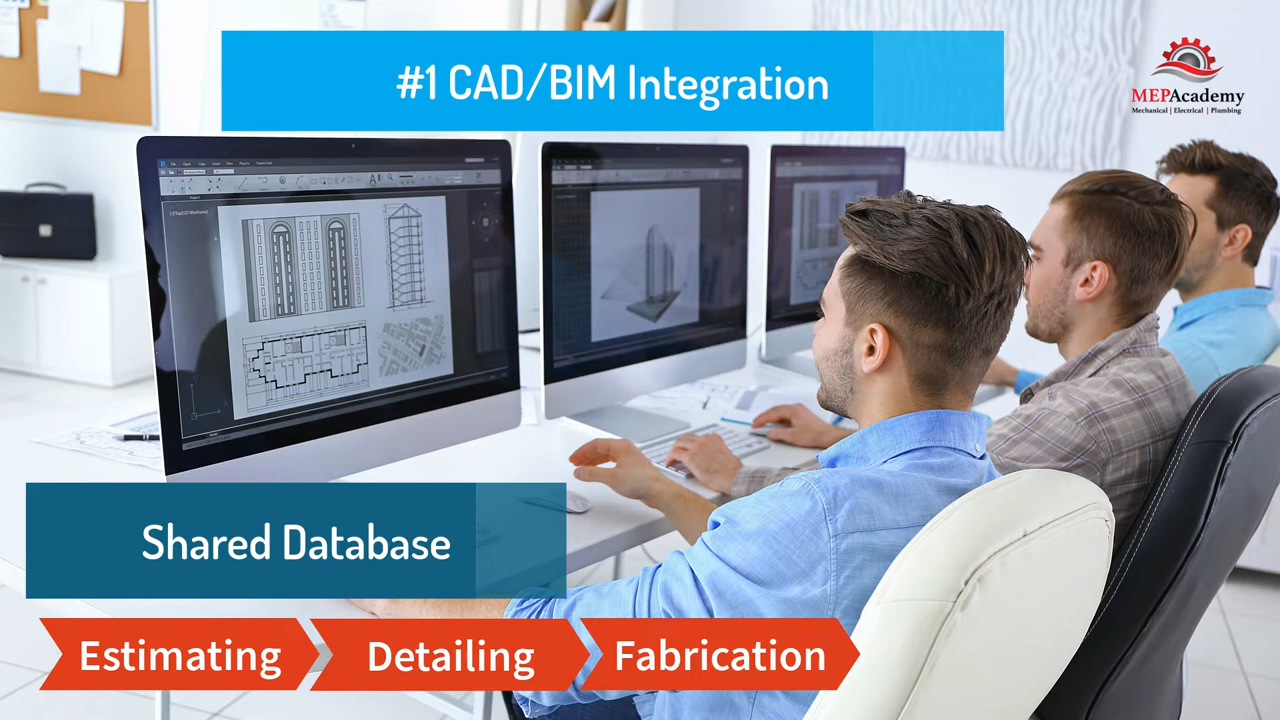 #1 CAD/BIM Integration
MEPAcademy
Mechanical | Electrical | Plumbing
Shared Database
Estimating
Detailing
Fabrication